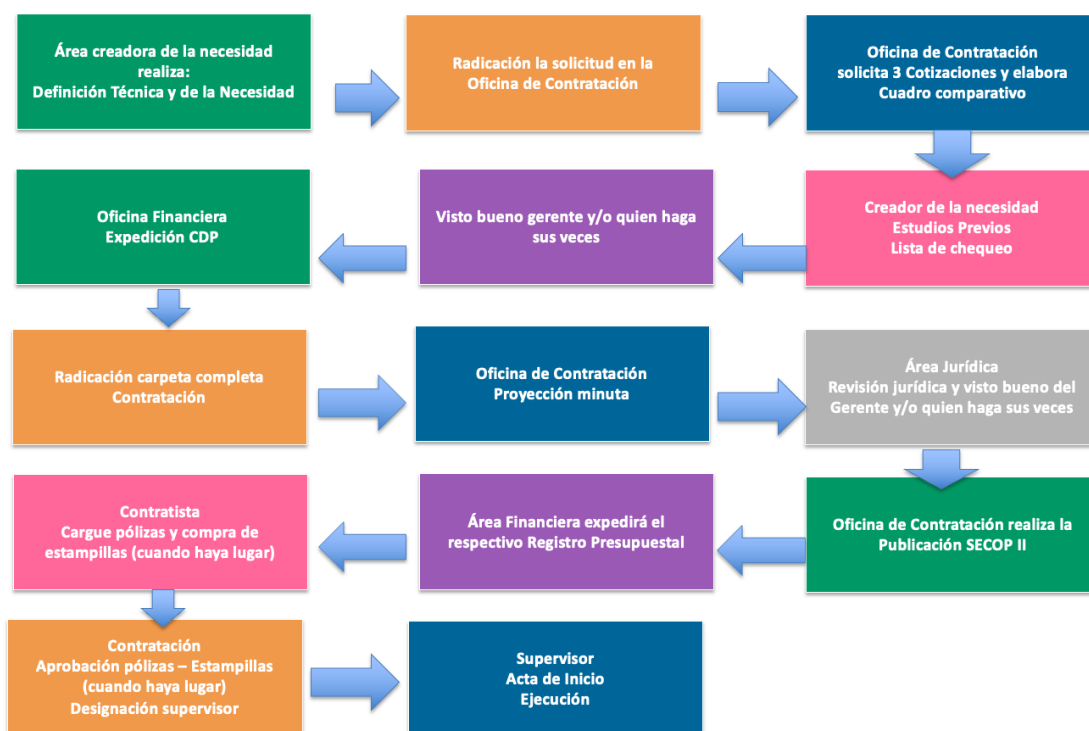 Área creadora de la necesidad
realiza:
Definición Técnica y de la Necesidad
Radicación la solicitud en la
Oficina de Contratación
Oficina de Contratación
solicita 3 Cotizaciones y elabora
Cuadro comparativo
Creador de la necesidad
Estudios Previos
Lista de chequeo
Visto bueno gerente y/o quien haga
sus veces
Oficina Financiera
Expedición CDP
Radicación carpeta completa
Contratación
Oficina de Contratación
Proyección minuta
Área Jurídica
Revisión jurídica y visto bueno del
Gerente y/o quien haga sus veces
Oficina de Contratación realiza la
Publicación SECOP II
Área Financiera expedirá el
respectivo Registro Presupuestal
Contratista
Cargue pólizas y compra de
estampillas (cuando haya lugar)
Contratación
Aprobación pólizas – Estampillas
(cuando haya lugar)
Designación supervisor
Supervisor
Acta de Inicio
Ejecución